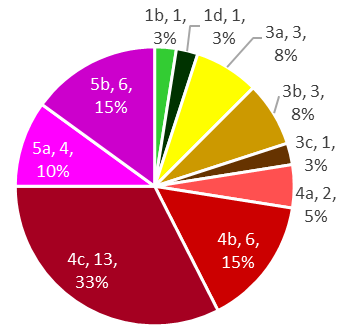 1b, 1,
3%
1d, 1,
3%
3a, 3,
8%
3b, 3,
8%
3c, 1,
3%
4a, 2,
5%
4b, 6,
15%
4c, 13,
33%
5a, 4,
10%
5b, 6,
15%